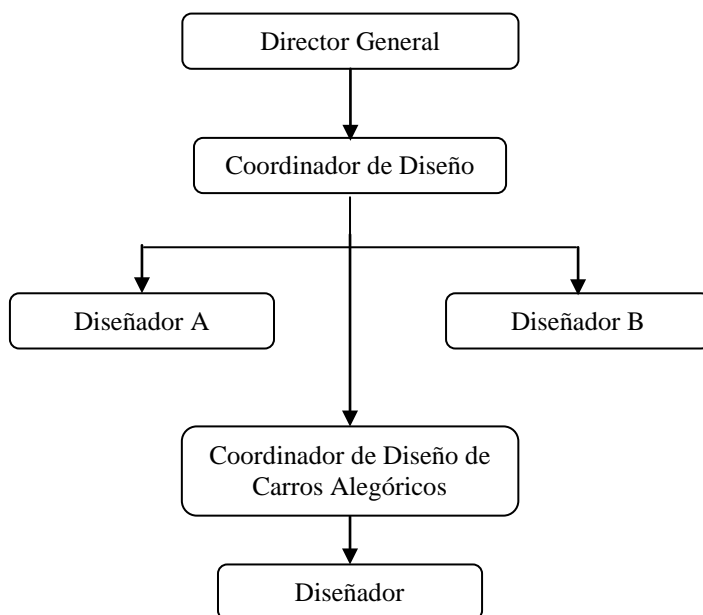 Director General
Coordinador de Diseño
Diseñador A
Diseñador B
Coordinador de Diseño de
Carros Alegóricos
Diseñador